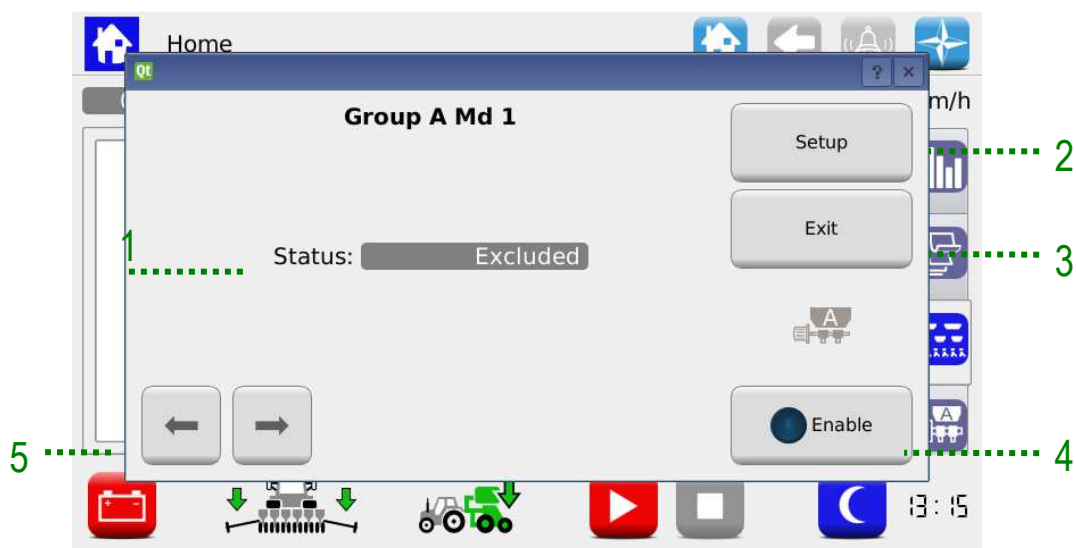 Home
Qt
?
×
m/h
Group A Md 1
Setup
2
Exit
1
Status: Excluded
3
A
Enable
A
5
4
13:15